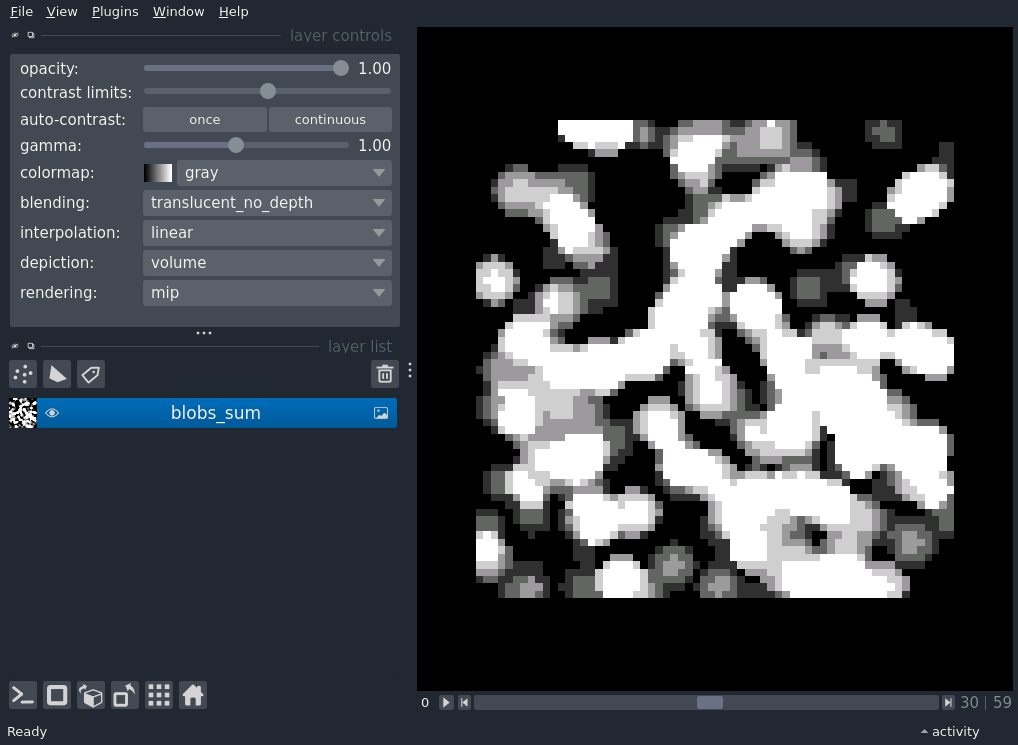 File View Plugins Window Help
layer controls
opacity: 1.00
contrast limits:
auto-contrast: once continuous
gamma: 1.00
colormap: gray
blending: translucent_no_depth
interpolation: linear
depiction: volume
rendering: mip
layer list
blobs_sum
0 30 | 59
Ready activity